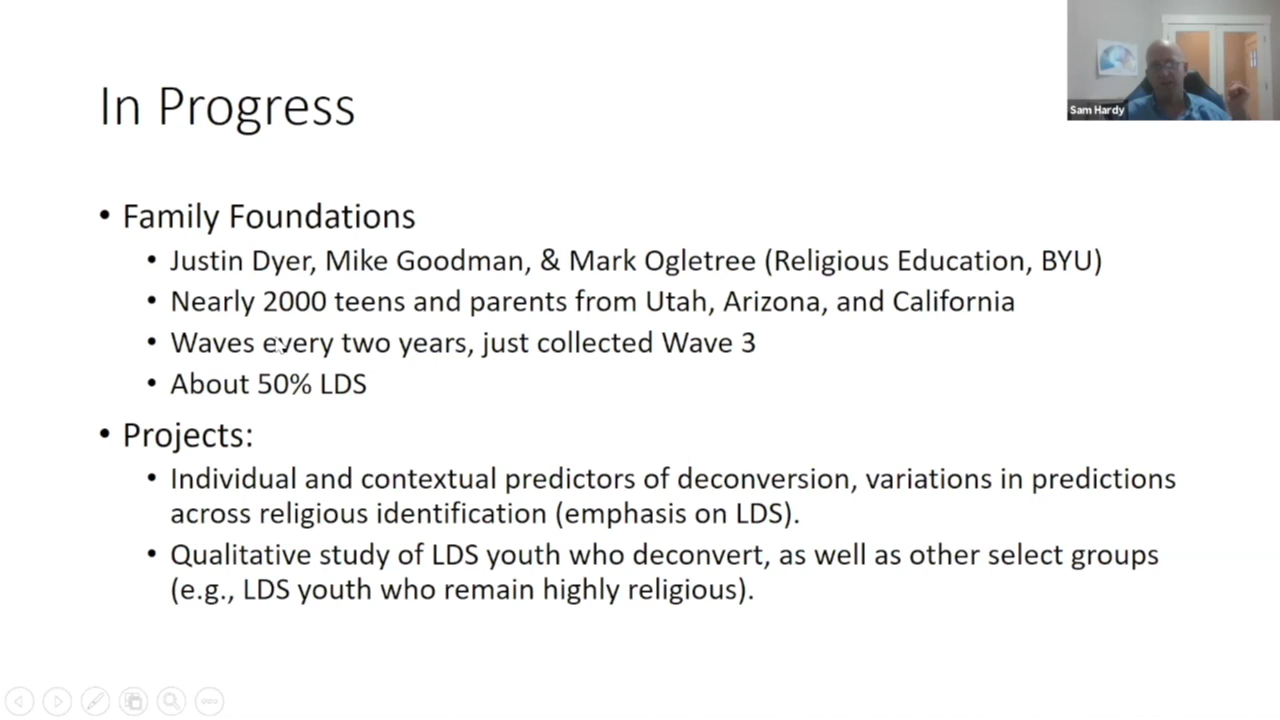 Sam Hardy
In Progress
• Family Foundations
• Justin Dyer, Mike Goodman, & Mark Ogletree (Religious Education, BYU)
• Nearly 2000 teens and parents from Utah, Arizona, and California
• Waves every two years, just collected Wave 3
• About 50% LDS
• Projects:
• Individual and contextual predictors of deconversion, variations in predictions
across religious identification (emphasis on LDS).
• Qualitative study of LDS youth who deconvert, as well as other select groups
(e.g., LDS youth who remain highly religious).